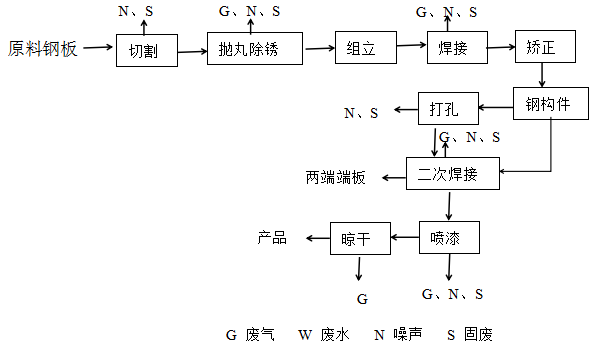 N、S
G、N、S
G、N、S
原料钢板
切割
抛丸除锈
组立
焊接
矫正
N、S
打孔
钢构件
G、N、S
两端端板
二次焊接
产品
晾干
喷漆
G
G、N、S
G 废气 W 废水 N 噪声 S 固废